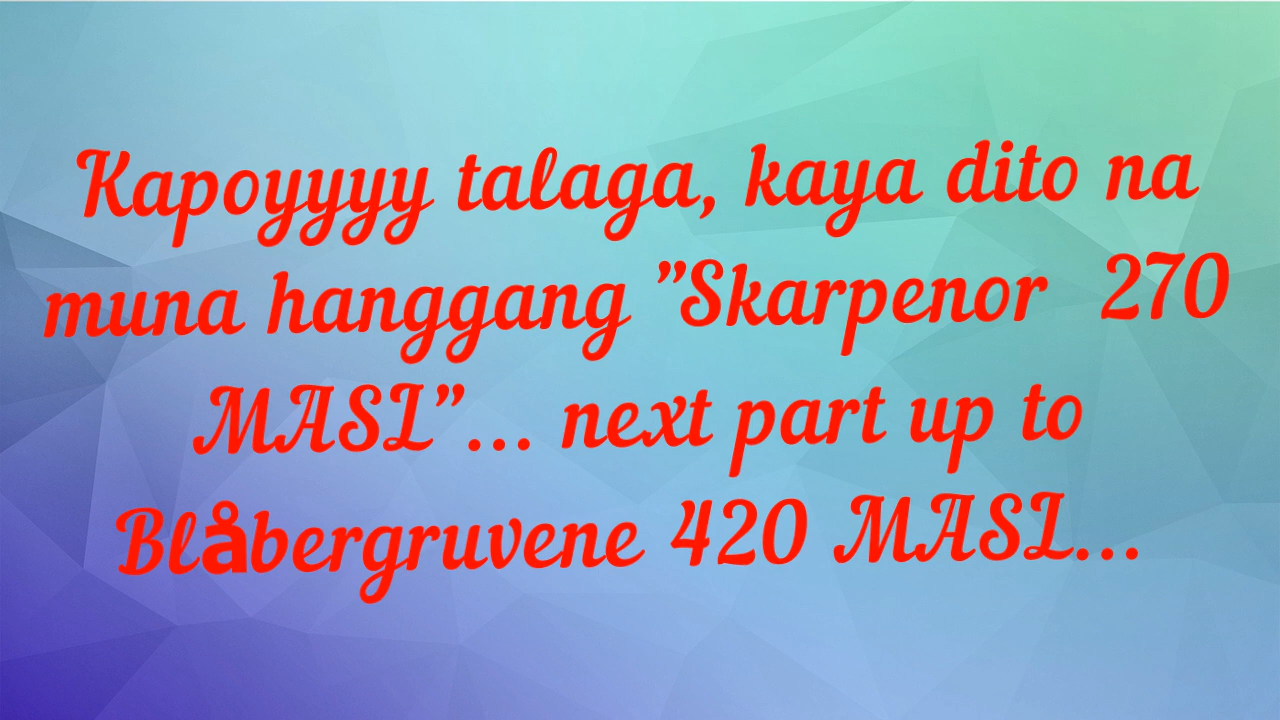 Kapoyyyy talaga, kaya dito na
muna hanggang "Skarpenor 270
MASL"... next part up to
Blåbergruvene 420 MASL...